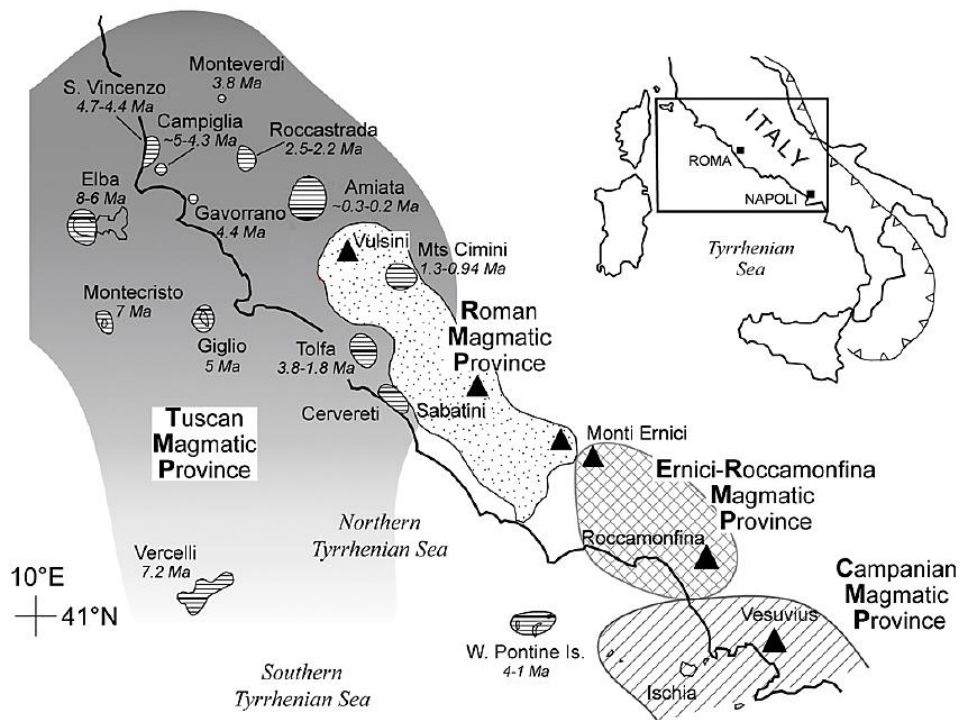 Monteverdi
3.8 Ma
S. Vincenzo
4.7-4.4 Ma
Campiglia
~5-4.3 Ma
Roccastrada
2.5-2.2 Ma
Elba
8-6 Ma
Amiata
~0.3-0.2 Ma
Gavorrano
4.4 Ma
Vulsini
Mts Cimini
1.3-0.94 Ma
Montecristo
7 Ma
Giglio
5 Ma
Tolfa
3.8-1.8 Ma
Roman
Magmatic
Province
Cervereti
Sabatini
Tuscan
Magmatic
Province
Monti Ernici
Ernici-Roccamonfina
Magmatic
Province
Roccamonfina
Northern
Tyrrhenian Sea
Vercelli
7.2 Ma
10°E
41°N
Campanian
Magmatic
Province
Vesuvius
W. Pontine Is.
4-1 Ma
Ischia
Southern
Tyrrhenian Sea
ITALY
ROMA
NAPOLI
Tyrrhenian
Sea